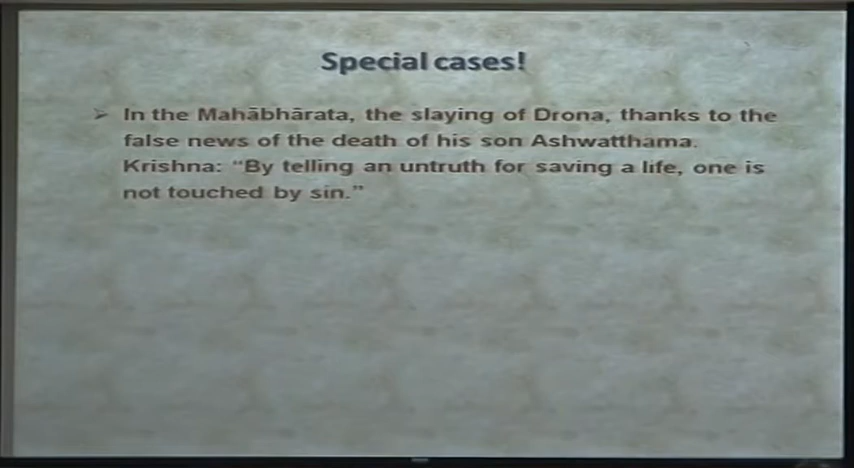 Special cases!
➢ In the Mahābhārata, the slaying of Drona, thanks to the
false news of the death of his son Ashwatthama.
Krishna: “By telling an untruth for saving a life, one is
not touched by sin.”